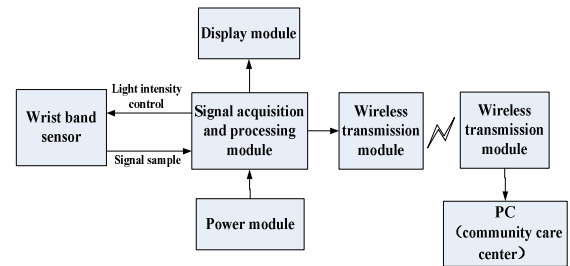 Display module
Light intensity
control
Wrist band
sensor
Signal sample
Signal acquisition
and processing
module
Wireless
transmission
module
Wireless
transmission
module
Power module
PC
（community care
center）